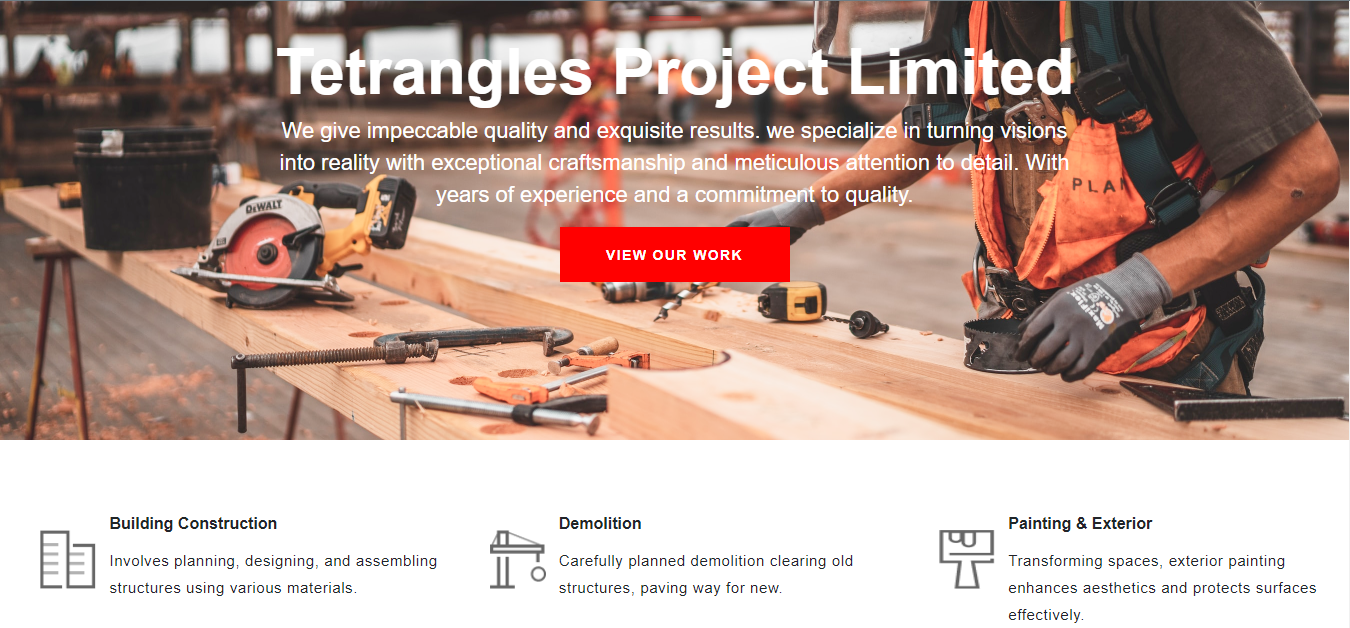 Tetrangles Project Limited
We give impeccable quality and exquisite results. we specialize in turning visions
into reality with exceptional craftsmanship and meticulous attention to detail. With
years of experience and a commitment to quality.
DEWALT
PLAN
VIEW OUR WORK
Building Construction
Involves planning, designing, and assembling
structures using various materials.
Demolition
Carefully planned demolition clearing old
structures, paving way for new.
Painting & Exterior
Transforming spaces, exterior painting
enhances aesthetics and protects surfaces
effectively.